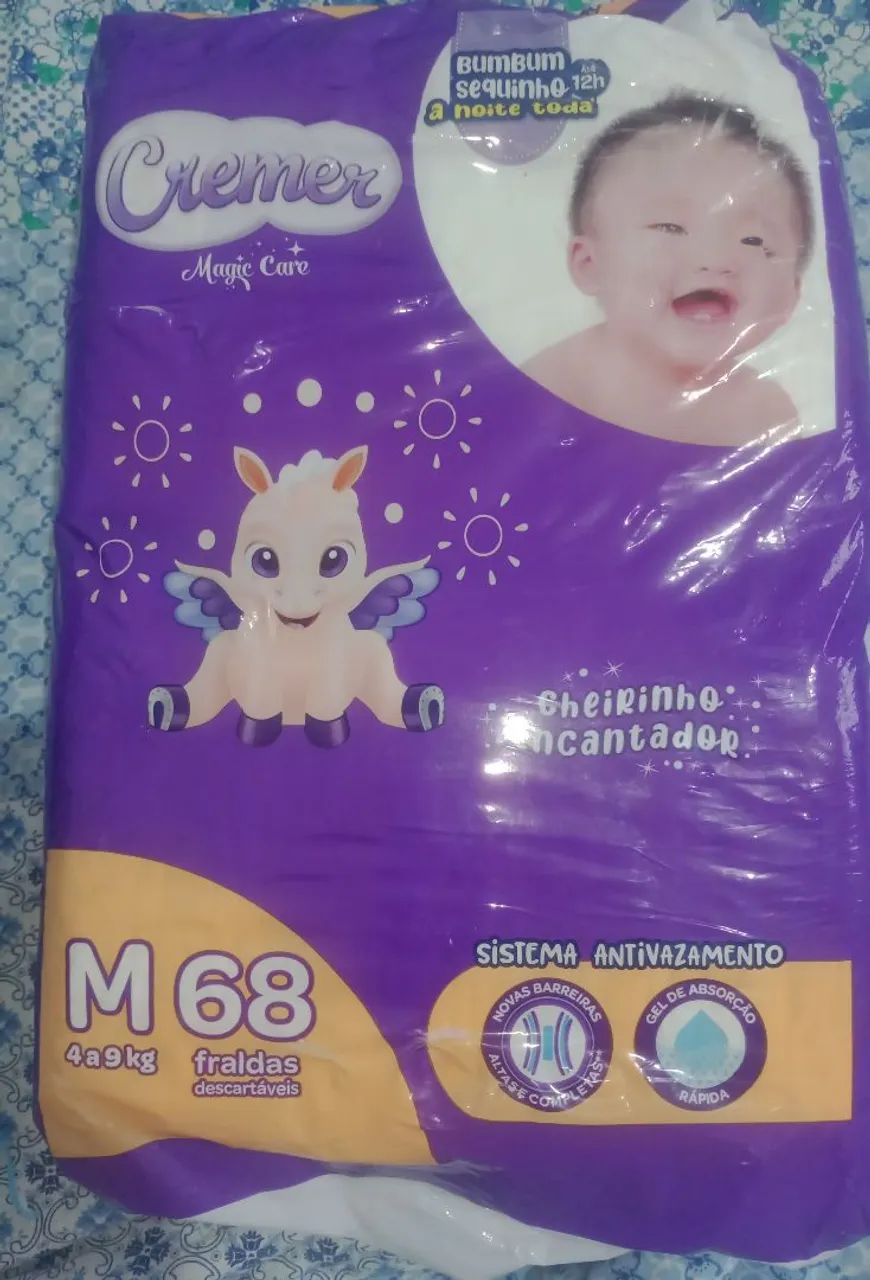 BUMBUM
SEQUINHO ATÉ 12h
a noite toda
Cremer
Magic Care
CHEIRINHO
NCANTADOR
M 68
4 a 9 kg fraldas
descartáveis
SISTEMA ANTIVAZAMENTO
NOVAS BARREIRAS
ALTAS E COMPLETAS**
GEL DE ABSORÇÃO
RÁPIDA